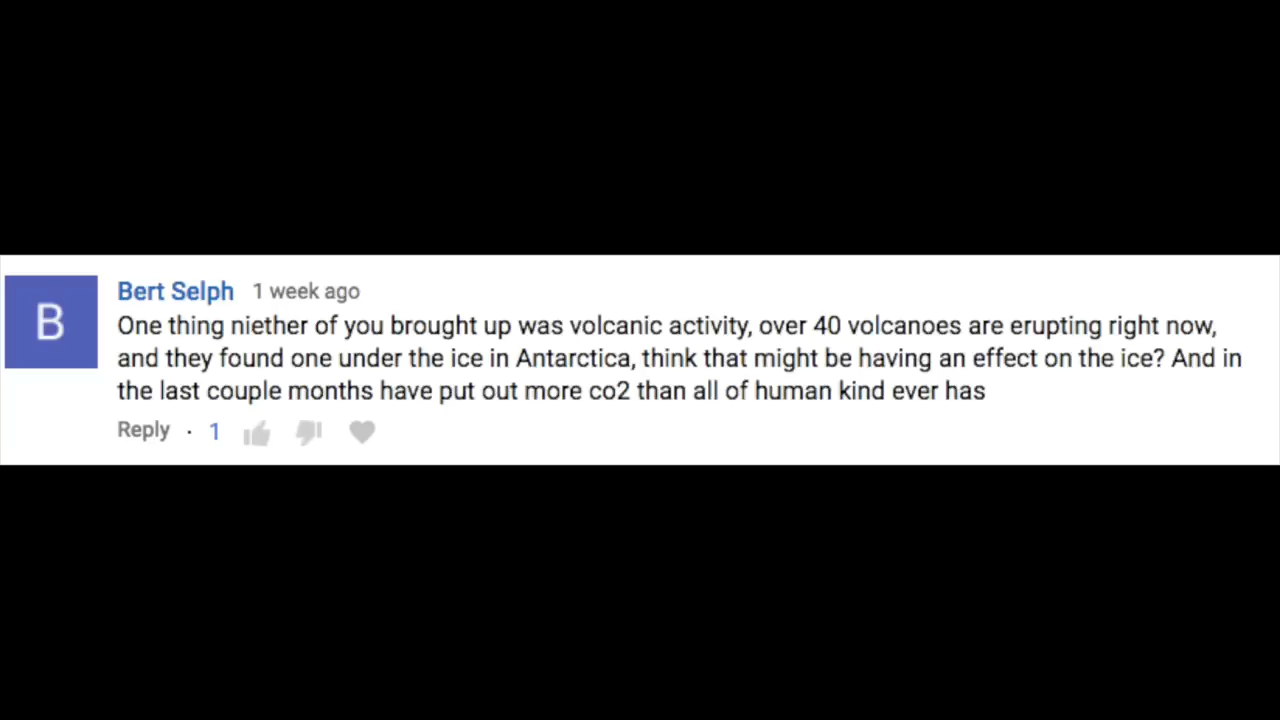 B
Bert Selph 1 week ago
One thing niether of you brought up was volcanic activity, over 40 volcanoes are erupting right now,
and they found one under the ice in Antarctica, think that might be having an effect on the ice? And in
the last couple months have put out more co2 than all of human kind ever has
Reply · 1